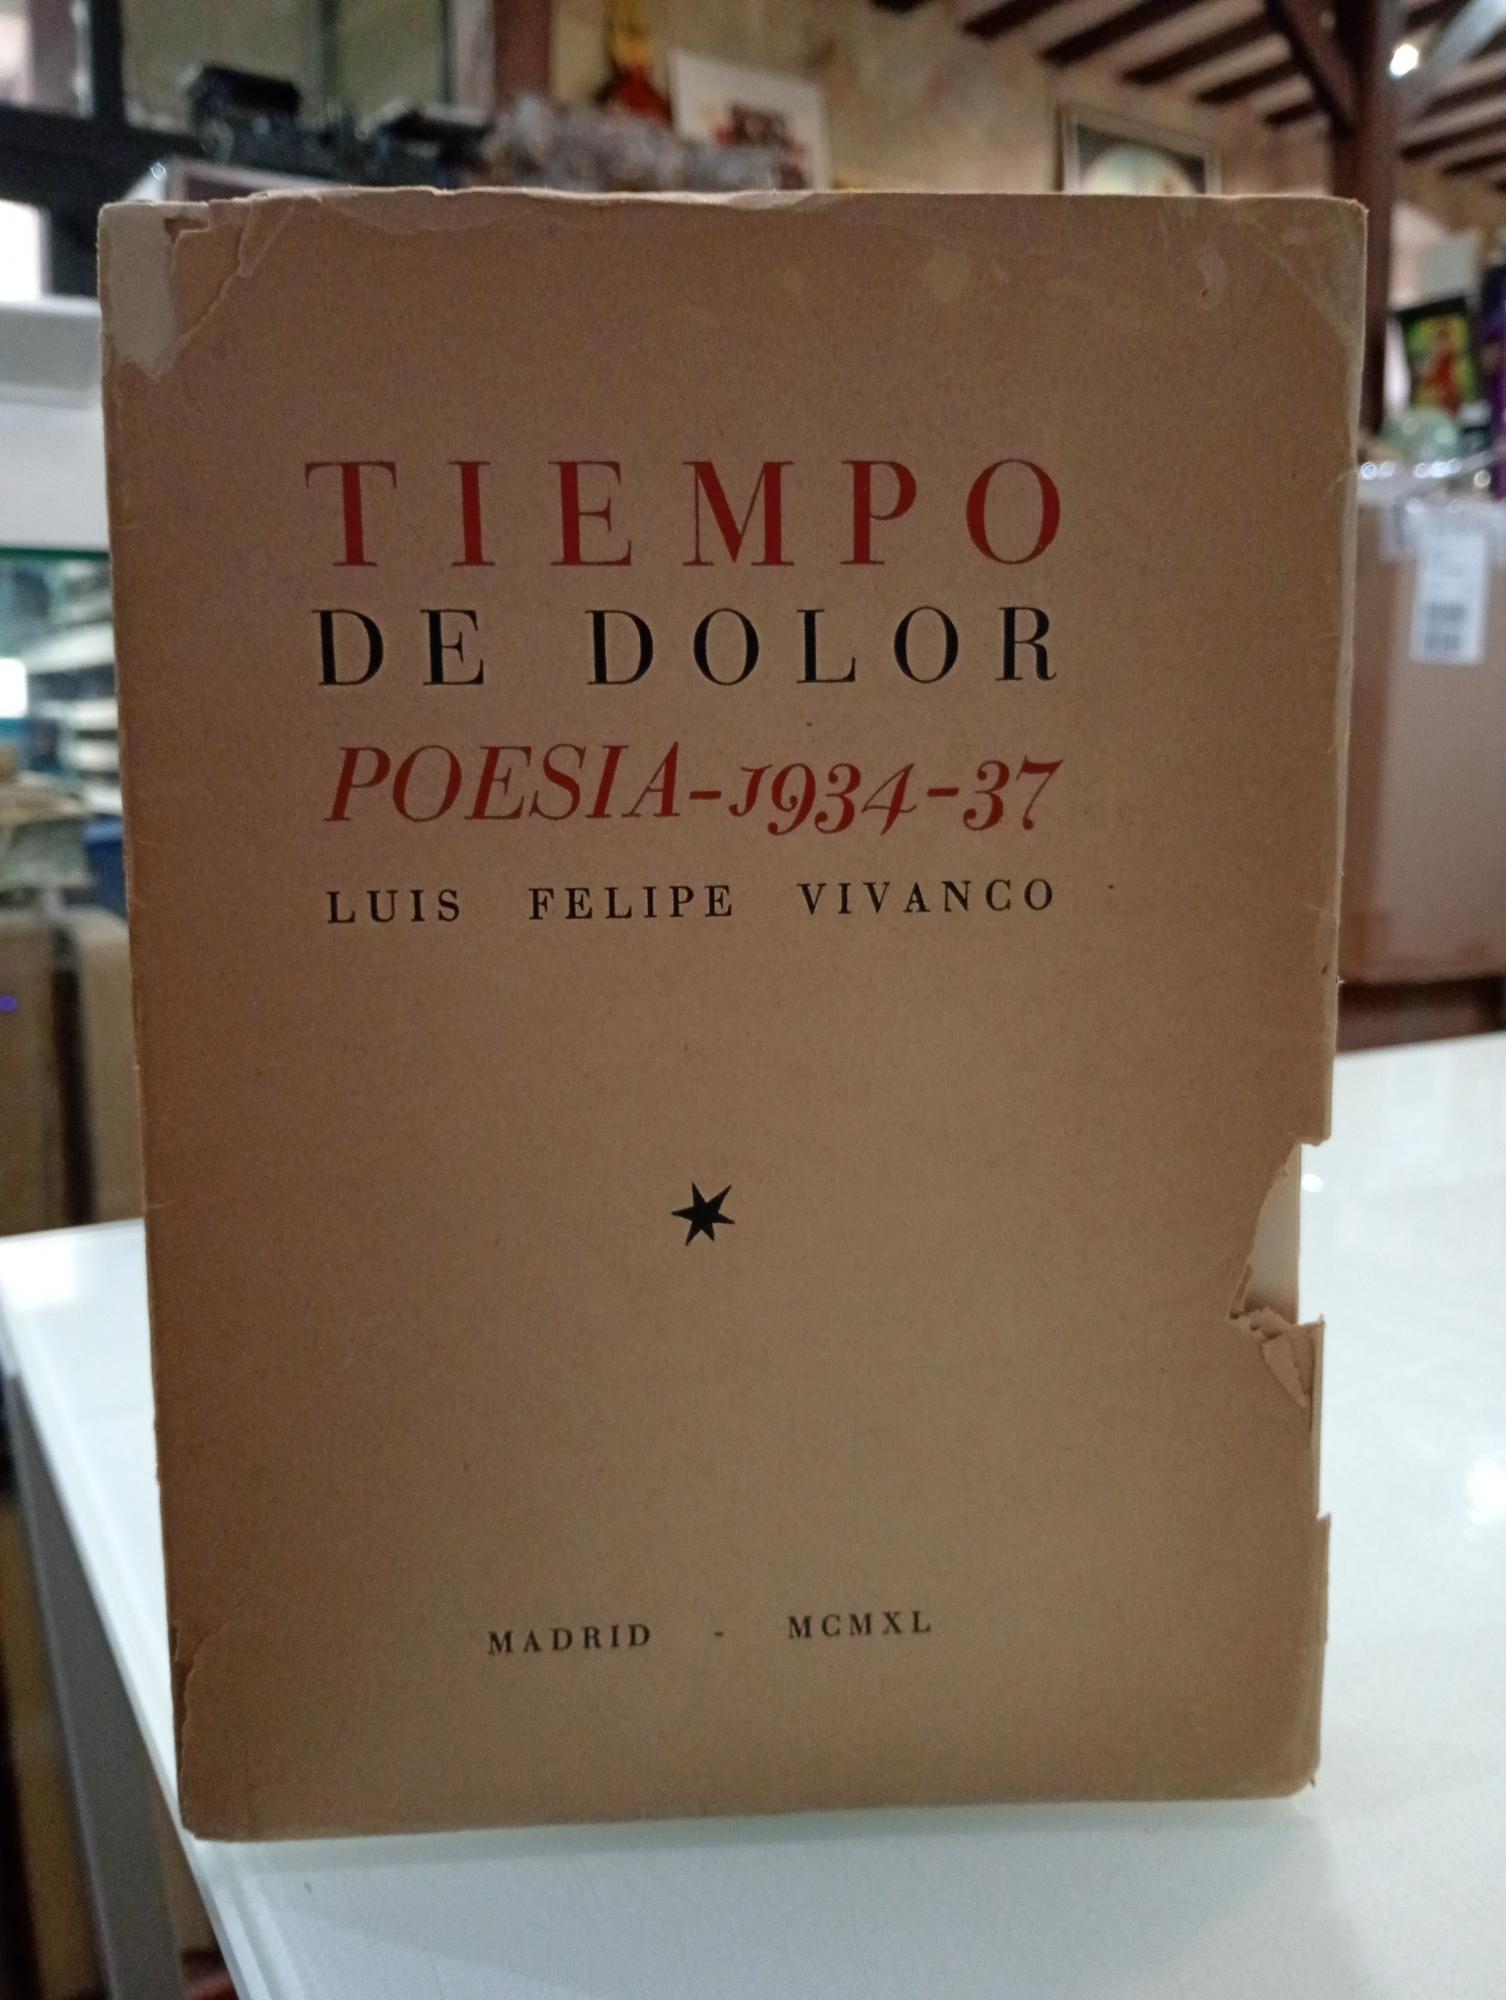 TIEMPO
DE DOLOR
POESIA-1934-37
LUIS FELIPE VIVANCO
MADRID - MCMXL